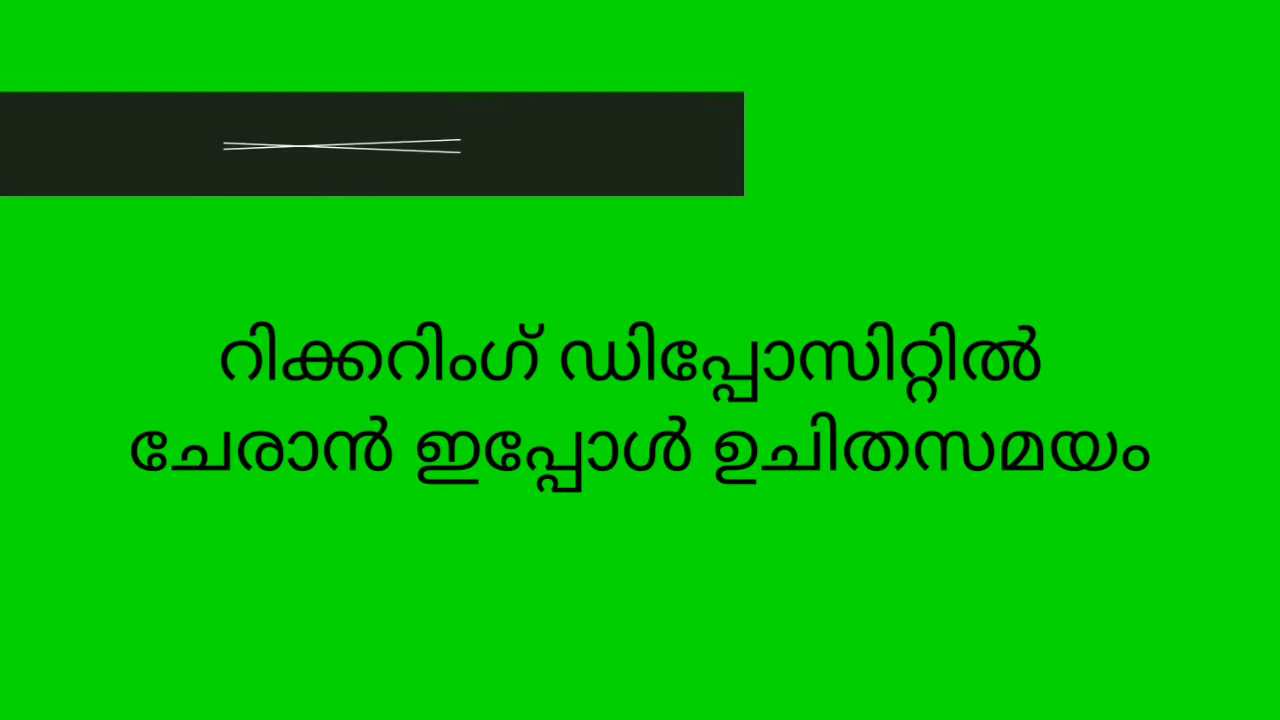 റിക്കറിംഗ് ഡിപ്പോസിറ്റിൽ
ചേരാൻ ഇപ്പോൾ ഉചിതസമയം